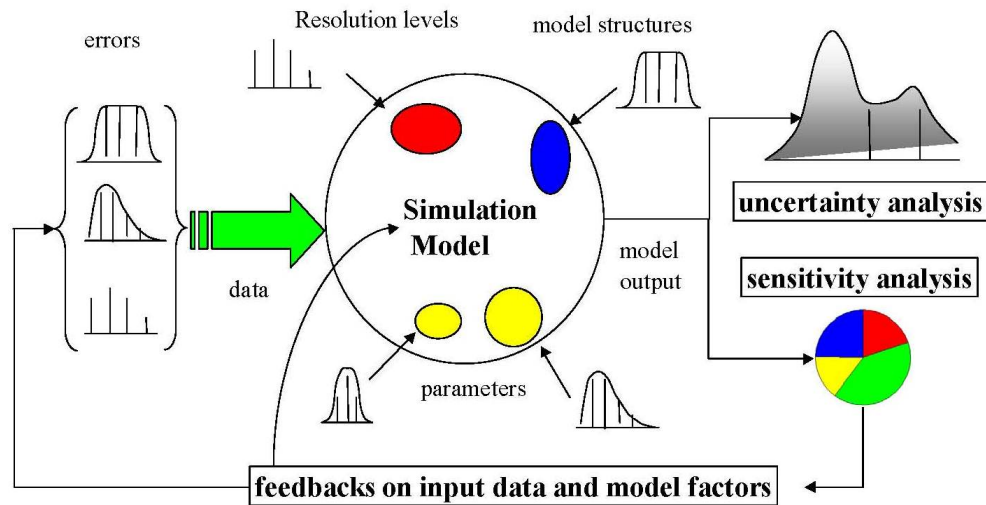 Resolution levels
model structures
errors
uncertainty analysis
Simulation
Model
model
output
data
sensitivity analysis
parameters
feedbacks on input data and model factors